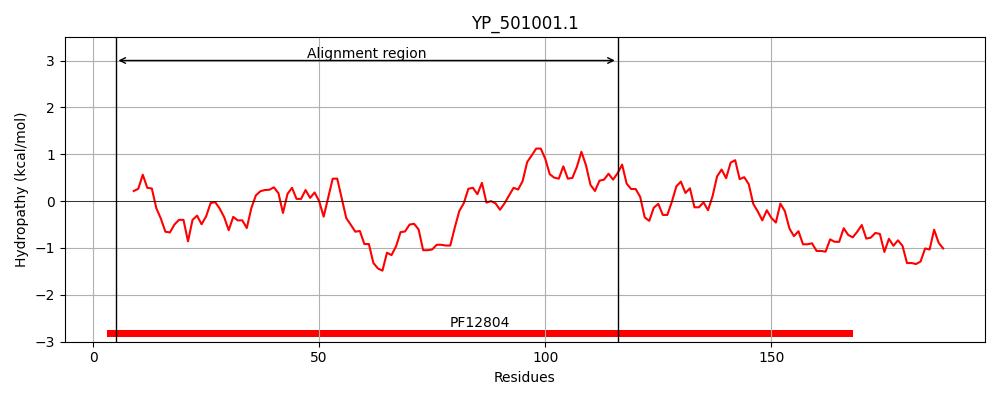 YP_501001.1
Alignment region
Hydropathy (kcal/mol)
3
2
1
0
−1
−2
−3
PF12804
0
50
100
150
Residues